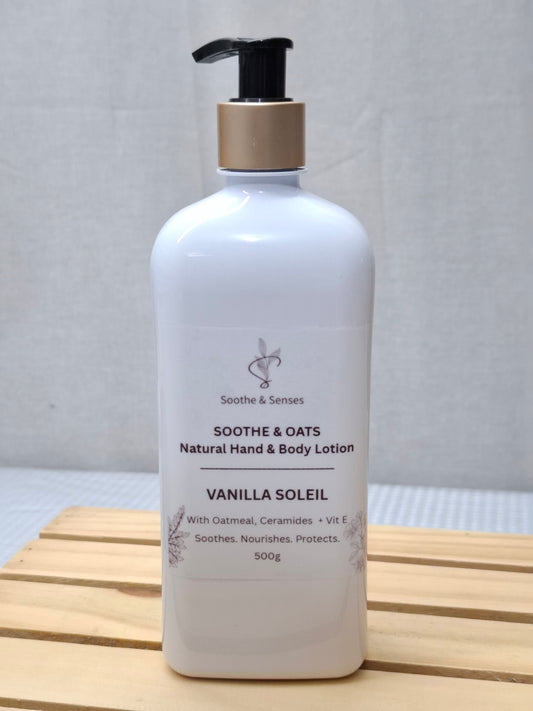 Soothe & Senses
SOOTHE & OATS
Natural Hand & Body Lotion
VANILLA SOLEIL
With Oatmeal, Ceramides + Vit E
Soothes. Nourishes. Protects.
500g